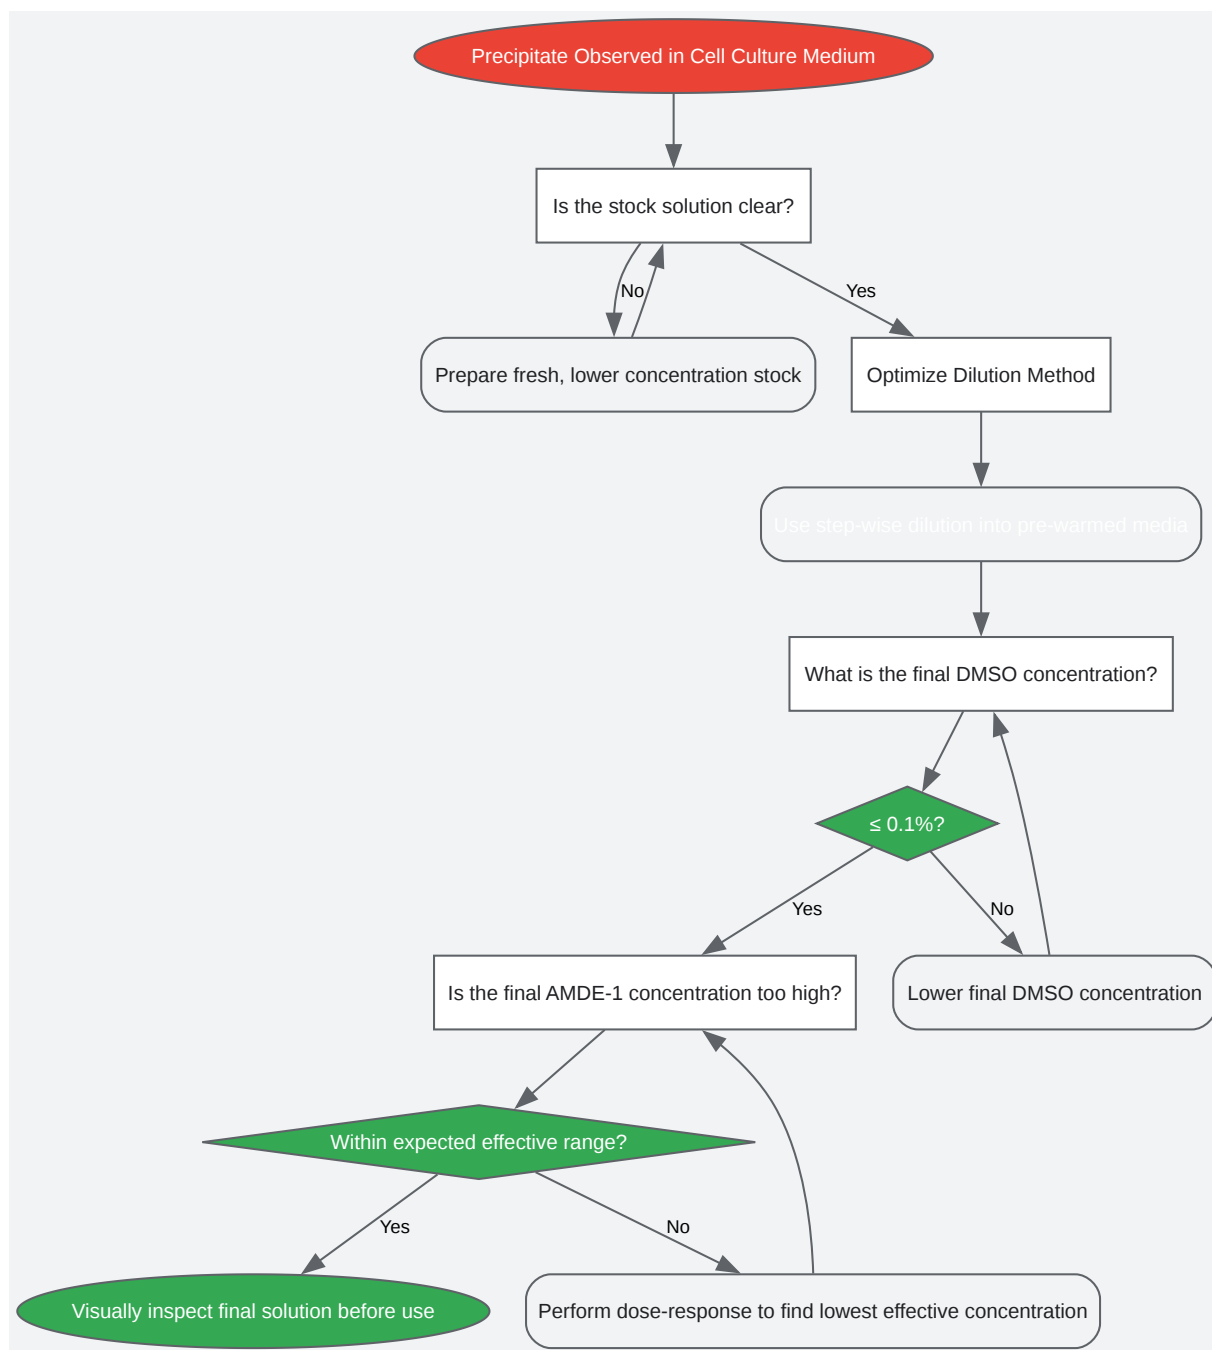 Precipitate Observed in Cell Culture Medium
Is the stock solution clear?
No
Yes
Prepare fresh, lower concentration stock
Optimize Dilution Method
Use step-wise dilution into pre-warmed media
What is the final DMSO concentration?
≤ 0.1%?
Yes
No
Is the final AMDE-1 concentration too high?
Lower final DMSO concentration
Within expected effective range?
Yes
No
Visually inspect final solution before use
Perform dose-response to find lowest effective concentration